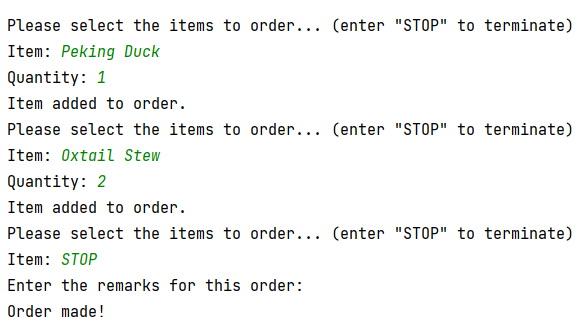 Please select the items to order... (enter "STOP" to terminate)
Item: Peking Duck
Quantity: 1
Item added to order.
Please select the items to order... (enter "STOP" to terminate)
Item: Oxtail Stew
Quantity: 2
Item added to order.
Please select the items to order... (enter "STOP" to terminate)
Item: STOP
Enter the remarks for this order:
Order made!